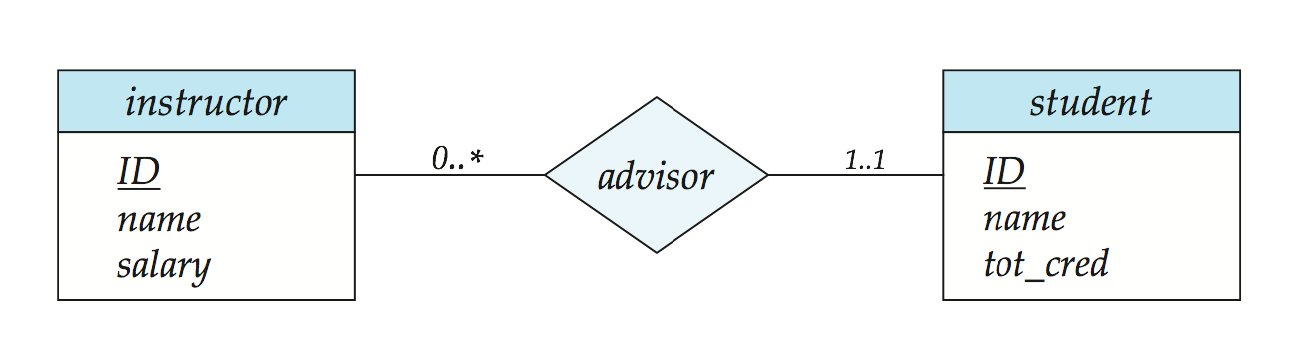 instructor
ID
name
salary
0..*
advisor
1..1
student
ID
name
tot_cred